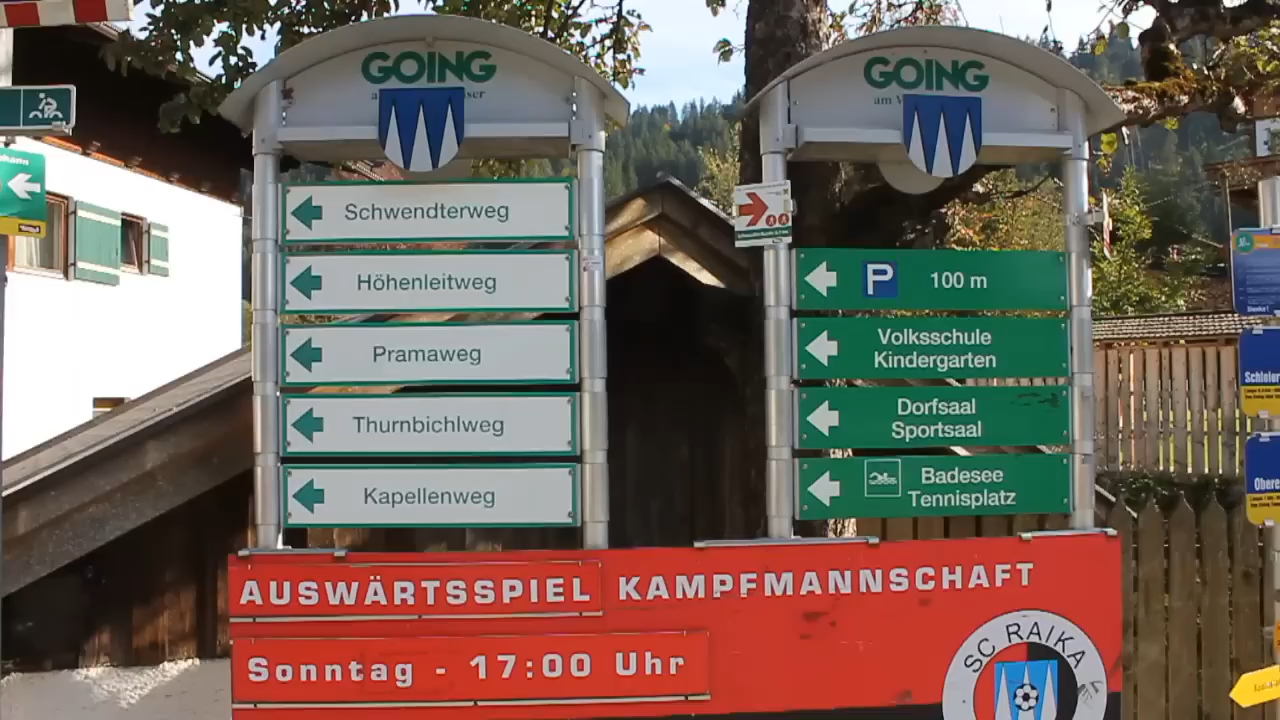 GOING
Schwendterweg
Höhenleitweg
Pramaweg
Thurnbichlweg
Kapellenweg
GOING
am
P 100 m
Volksschule
Kindergarten
Dorfsaal
Sportsaal
Badesee
Tennisplatz
AUSWÄRTSSPIEL KAMPFMANNSCHAFT
Sonntag - 17:00 Uhr
SC RAIKA